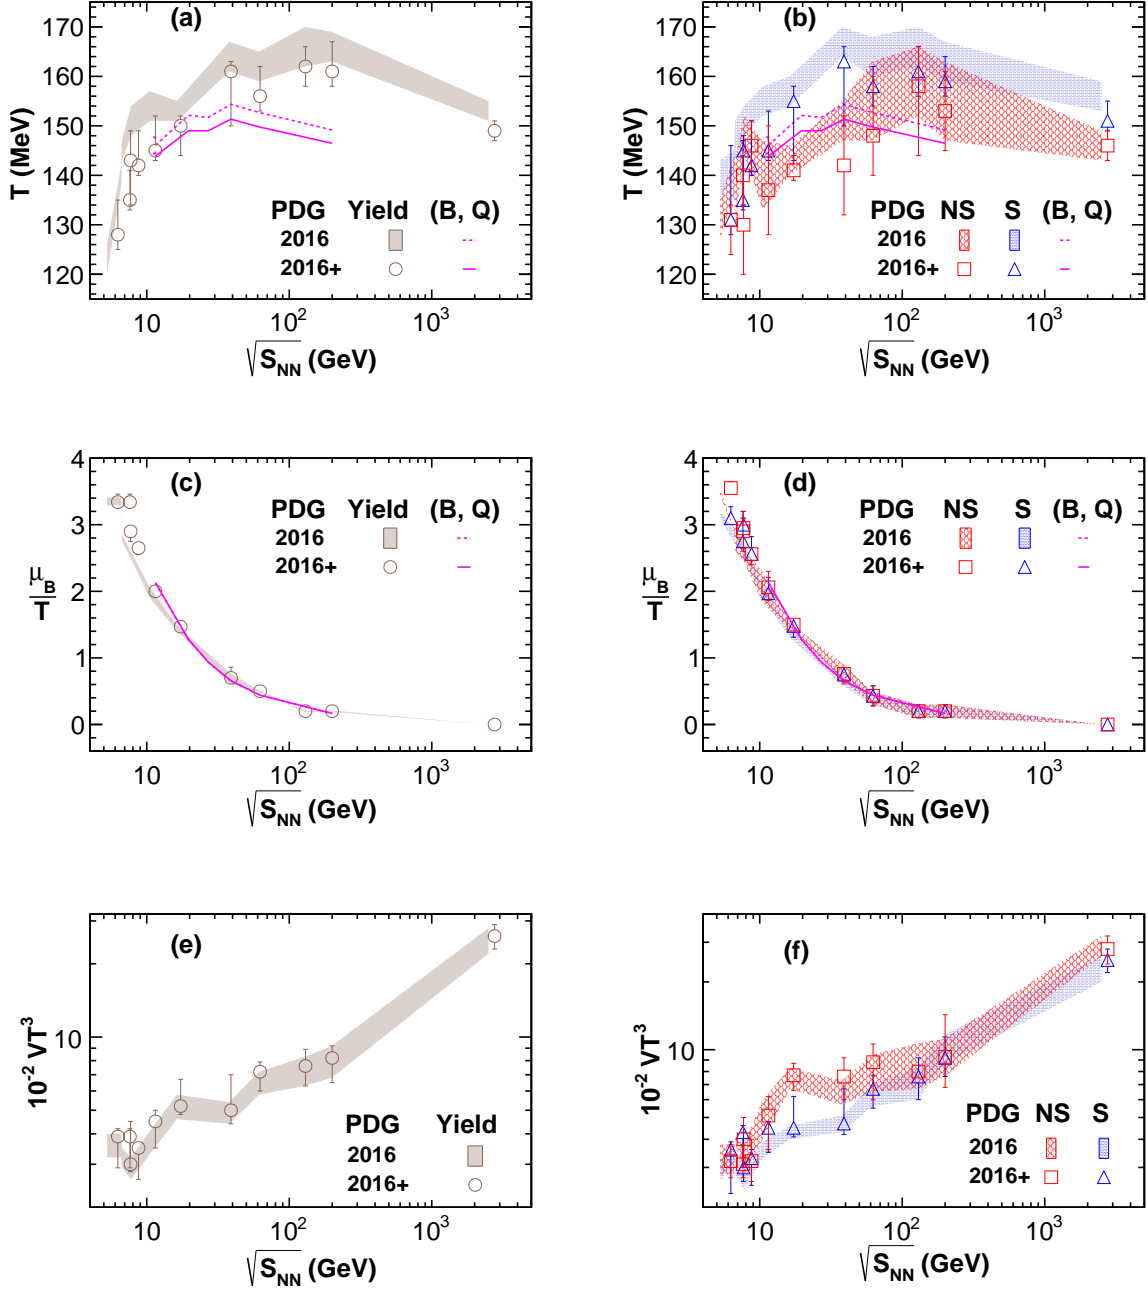 (a)
170
160
150
140
130
120
T (MeV)
PDG Yield (B, Q)
2016
2016+
10 10² 10³
√S_NN (GeV)
(b)
170
160
150
140
130
120
T (MeV)
PDG NS S (B, Q)
2016
2016+
10 10² 10³
√S_NN (GeV)
(c)
4
3
2
1
0
μ_B
T
PDG Yield (B, Q)
2016
2016+
10 10² 10³
√S_NN (GeV)
(d)
4
3
2
1
0
μ_B
T
PDG NS S (B, Q)
2016
2016+
10 10² 10³
√S_NN (GeV)
(e)
10
10⁻² VT³
PDG Yield
2016
2016+
10 10² 10³
√S_NN (GeV)
(f)
10
10⁻² VT³
PDG NS S
2016
2016+
10 10² 10³
√S_NN (GeV)